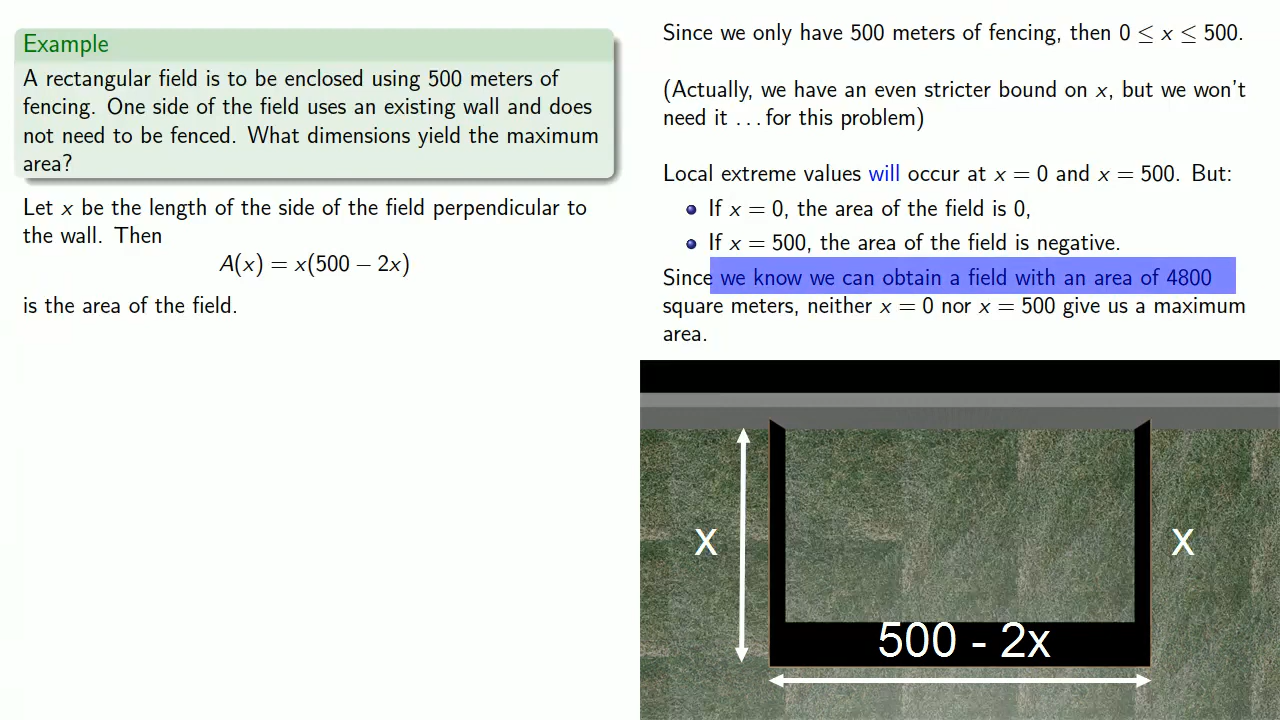 Example
A rectangular field is to be enclosed using 500 meters of
fencing. One side of the field uses an existing wall and does
not need to be fenced. What dimensions yield the maximum
area?
Let x be the length of the side of the field perpendicular to
the wall. Then
A(x) = x(500 − 2x)
is the area of the field.
Since we only have 500 meters of fencing, then 0 ≤ x ≤ 500.
(Actually, we have an even stricter bound on x, but we won't
need it ... for this problem)
Local extreme values will occur at x = 0 and x = 500. But:
If x = 0, the area of the field is 0,
If x = 500, the area of the field is negative.
Since we know we can obtain a field with an area of 4800
square meters, neither x = 0 nor x = 500 give us a maximum
area.
x
x
500 - 2x